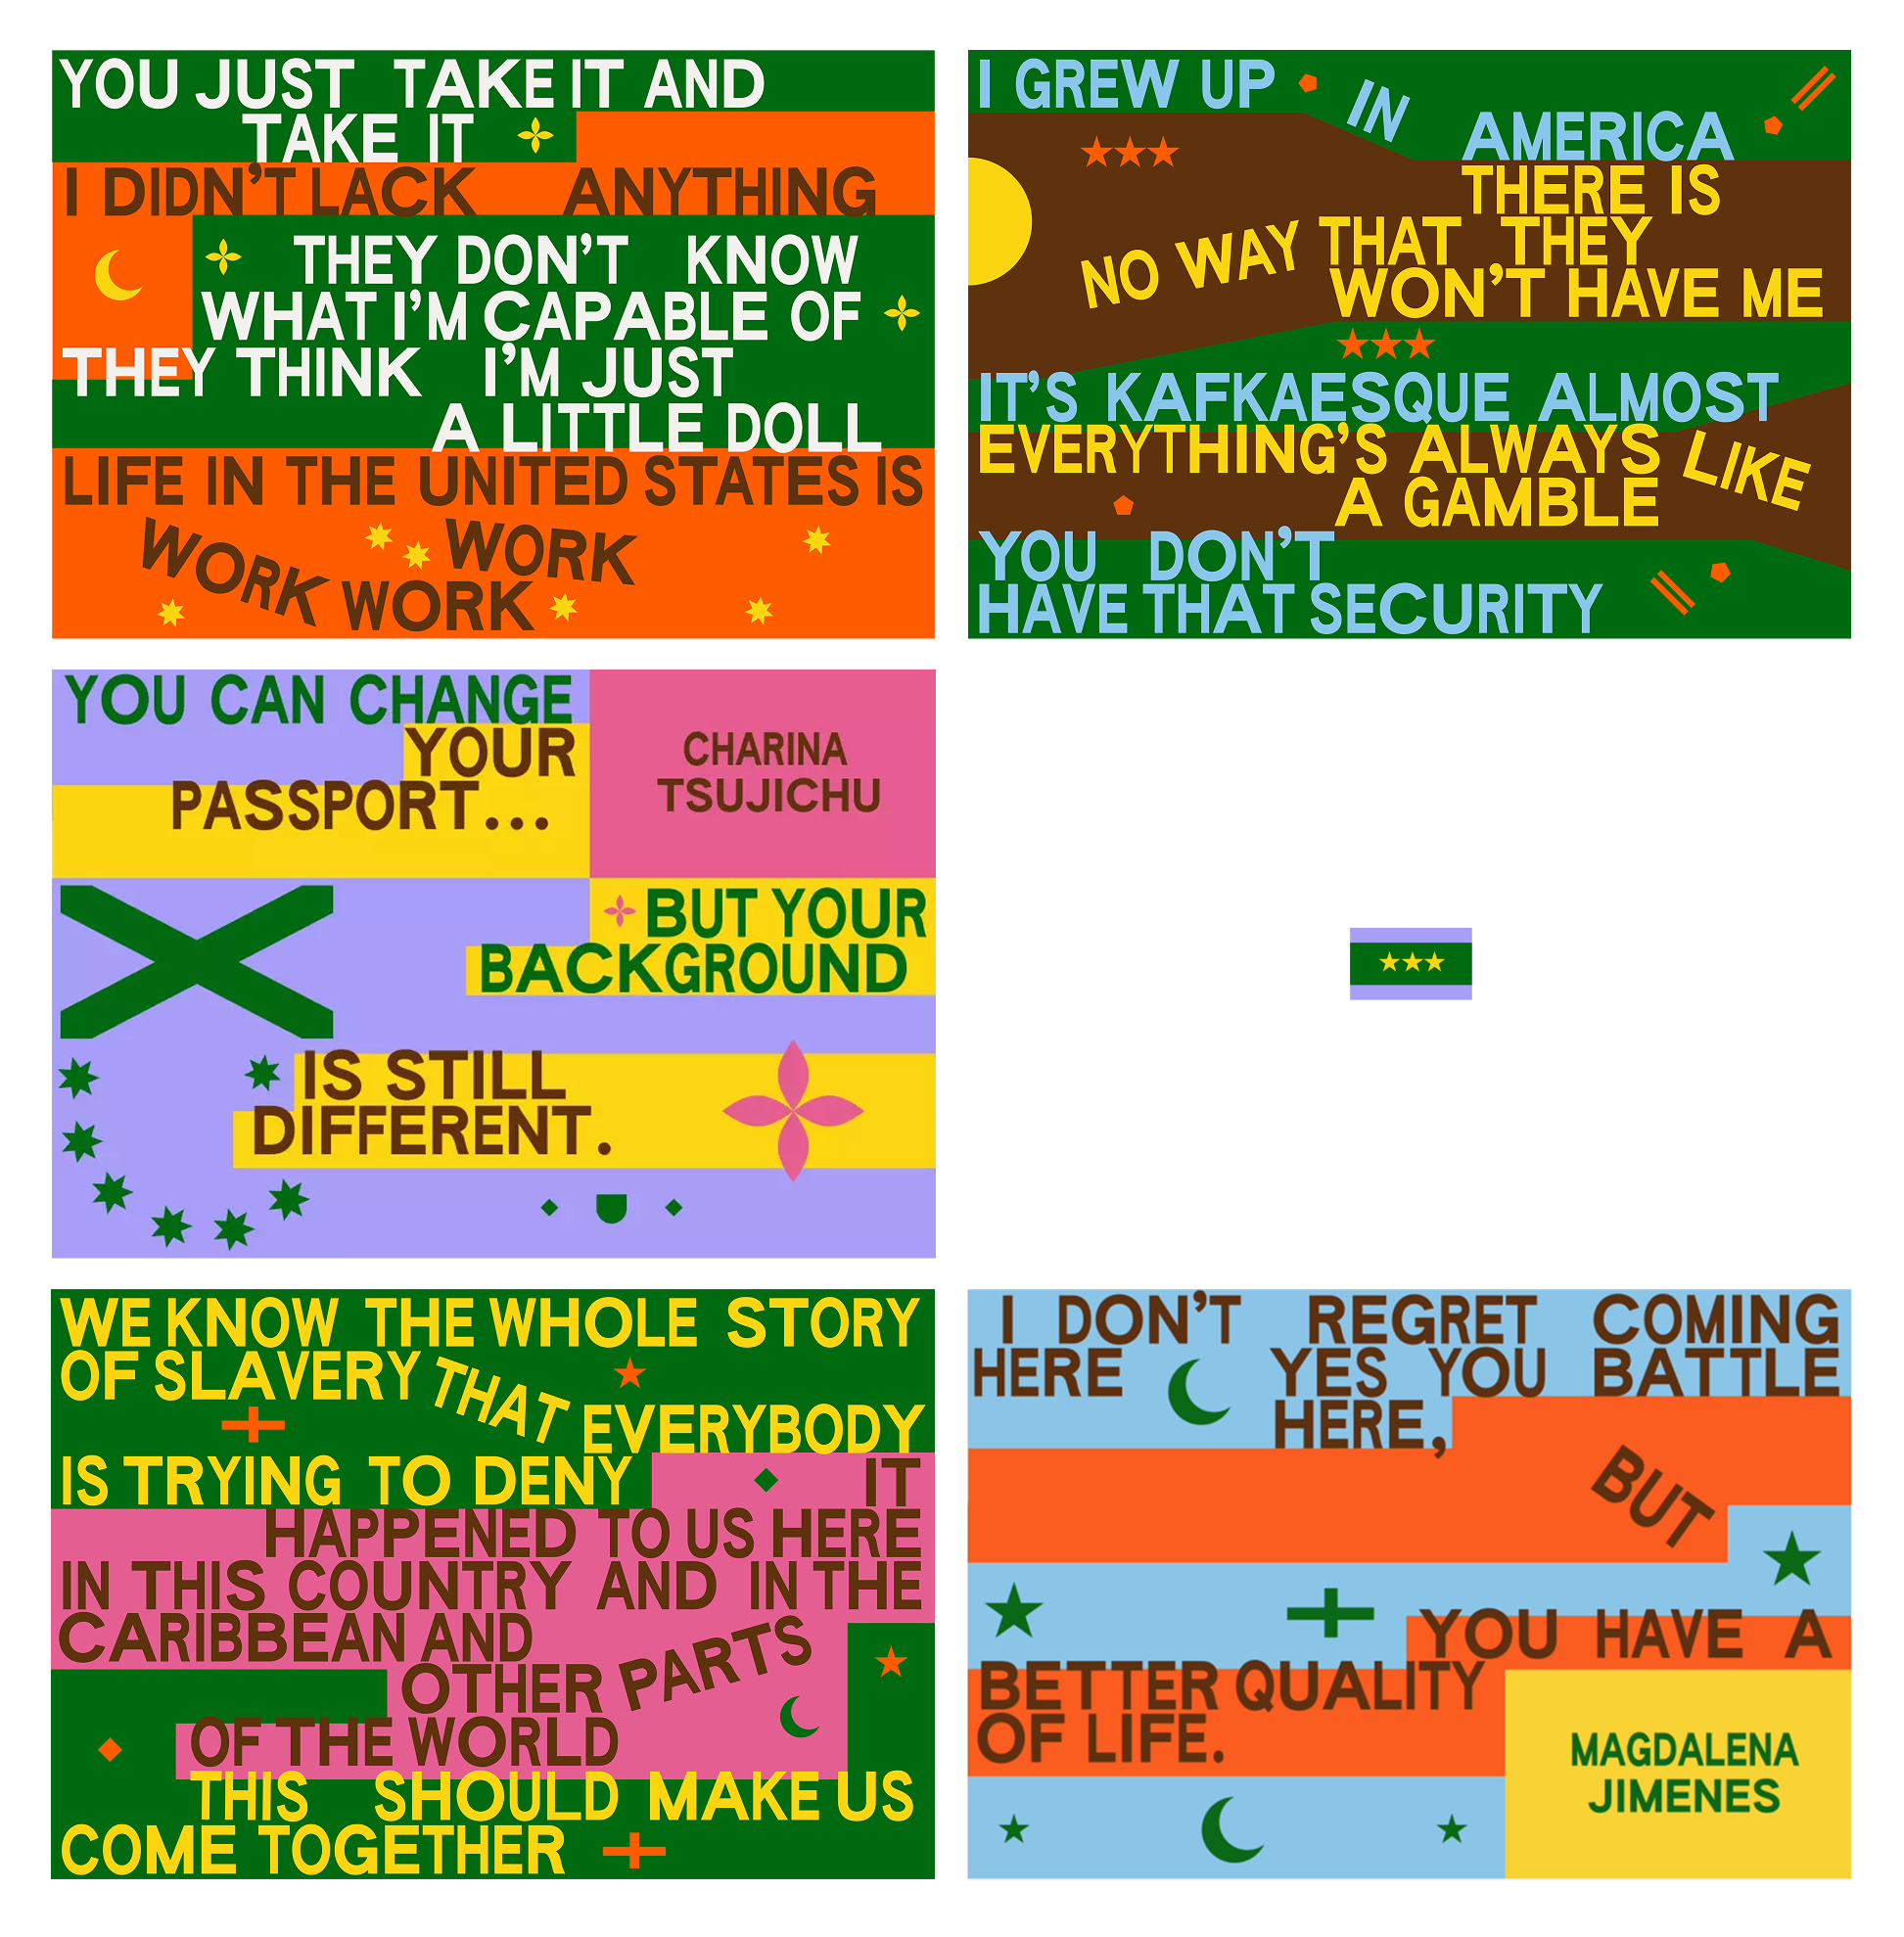 YOU JUST TAKE IT AND
TAKE IT
I DIDN'T LACK ANYTHING
THEY DON'T KNOW
WHAT I'M CAPABLE OF
THEY THINK I'M JUST
A LITTLE DOLL
LIFE IN THE UNITED STATES IS
WORK WORK
WORK
I GREW UP IN AMERICA
THERE IS
NO WAY THAT THEY
WON'T HAVE ME
IT'S KAFKAESQUE ALMOST
EVERYTHING'S ALWAYS LIKE
A GAMBLE
YOU DON'T
HAVE THAT SECURITY
YOU CAN CHANGE
YOUR
PASSPORT...
CHARINA
TSUJICHU
BUT YOUR
BACKGROUND
IS STILL
DIFFERENT.
WE KNOW THE WHOLE STORY
OF SLAVERY THAT EVERYBODY
IS TRYING TO DENY IT
HAPPENED TO US HERE
IN THIS COUNTRY AND IN THE
CARIBBEAN AND
OTHER PARTS
OF THE WORLD
THIS SHOULD MAKE US
COME TOGETHER
I DON'T REGRET COMING
HERE YES YOU BATTLE
HERE,
BUT
YOU HAVE A
BETTER QUALITY
OF LIFE.
MAGDALENA
JIMENES